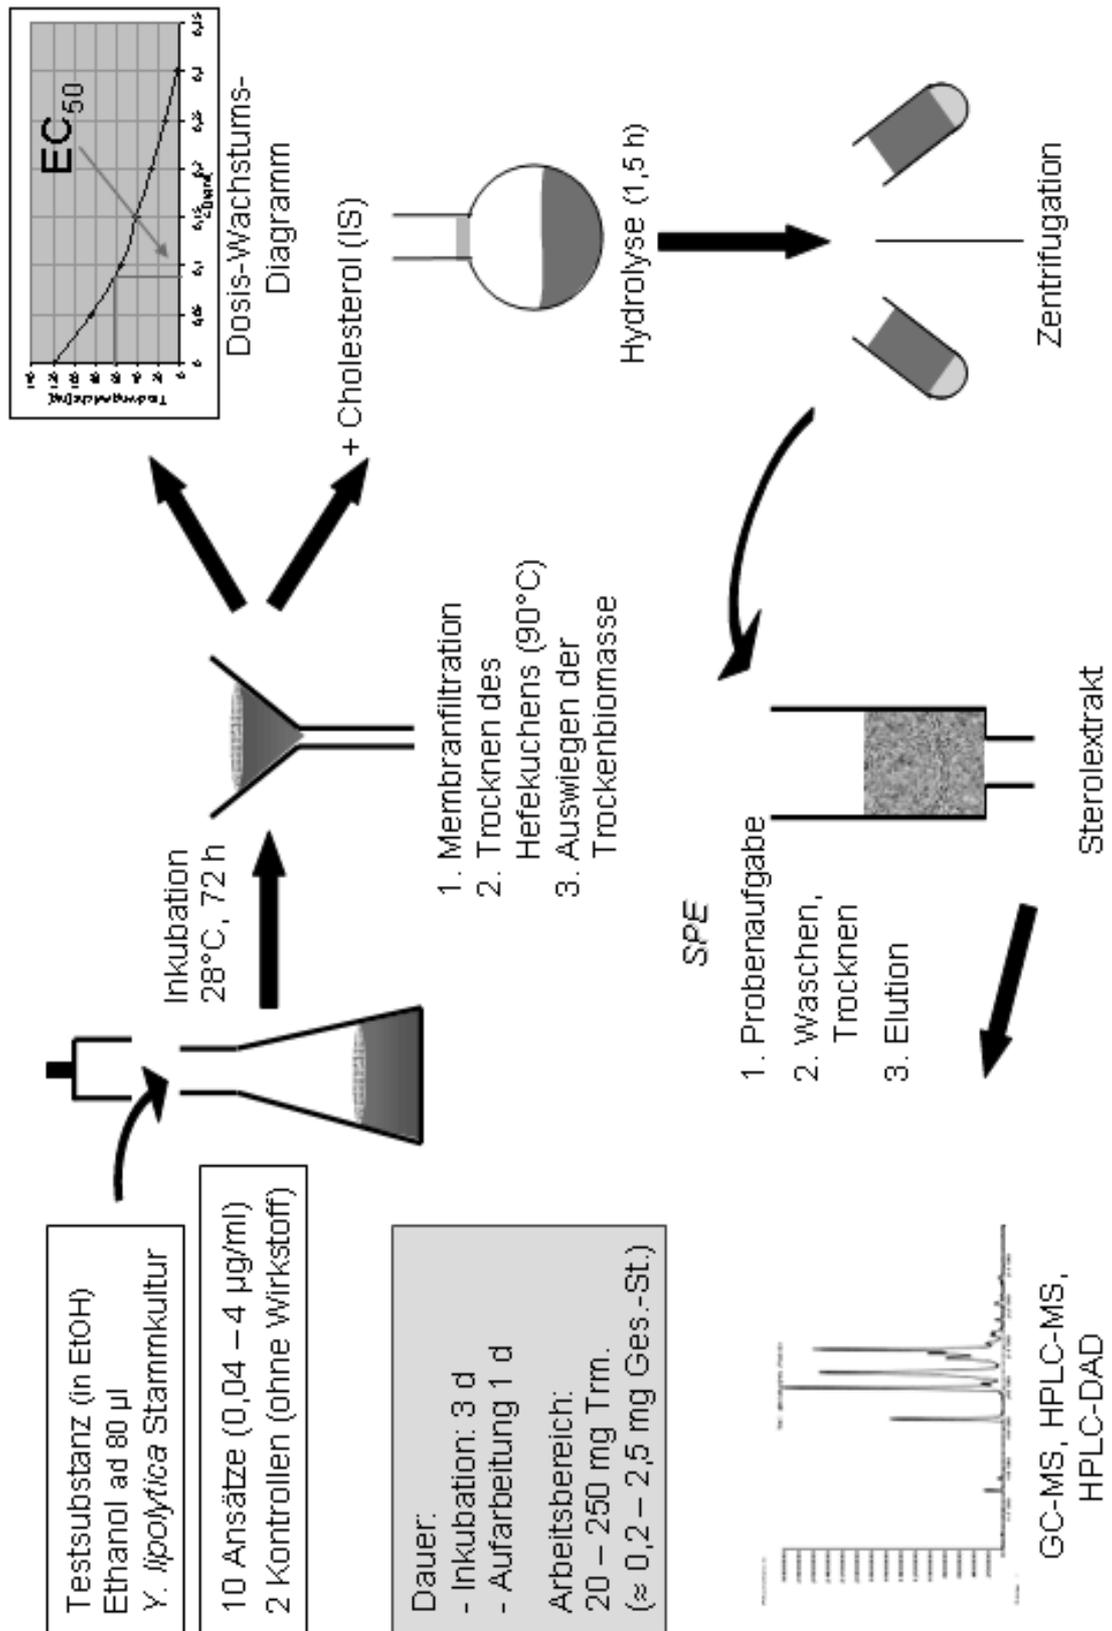 Testsubstanz (in EtOH)
Ethanol ad 80 µl
Y. lipolytica Stammkultur
10 Ansätze (0,04 – 4 µg/ml)
2 Kontrollen (ohne Wirkstoff)
Dauer:
- Inkubation: 3 d
- Aufarbeitung 1 d
Arbeitsbereich:
20 – 250 mg Trm.
(≈ 0,2 – 2,5 mg Ges.-St.)
Inkubation
28°C, 72 h
1. Membranfiltration
2. Trocknen des
Hefekuchens (90°C)
3. Auswiegen der
Trockenbiomasse
EC50
Dosis-Wachstums-
Diagramm
+ Cholesterol (IS)
Hydrolyse (1,5 h)
Zentrifugation
SPE
1. Probenaufgabe
2. Waschen,
Trocknen
3. Elution
Sterolextrakt
GC-MS, HPLC-MS,
HPLC-DAD